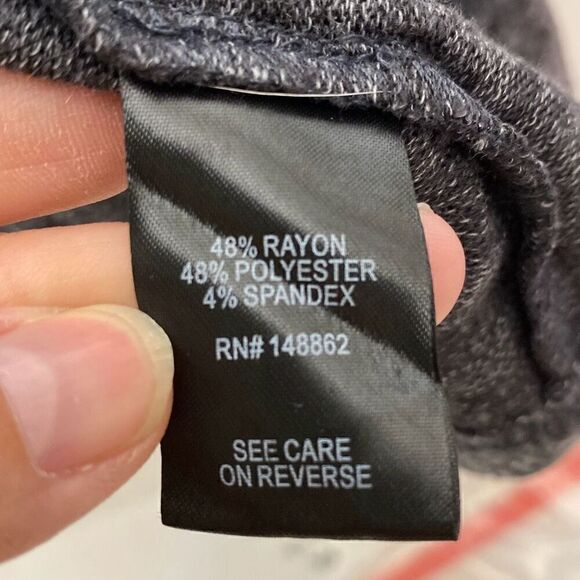 48% RAYON
48% POLYESTER
4% SPANDEX
RN# 148862
SEE CARE
ON REVERSE